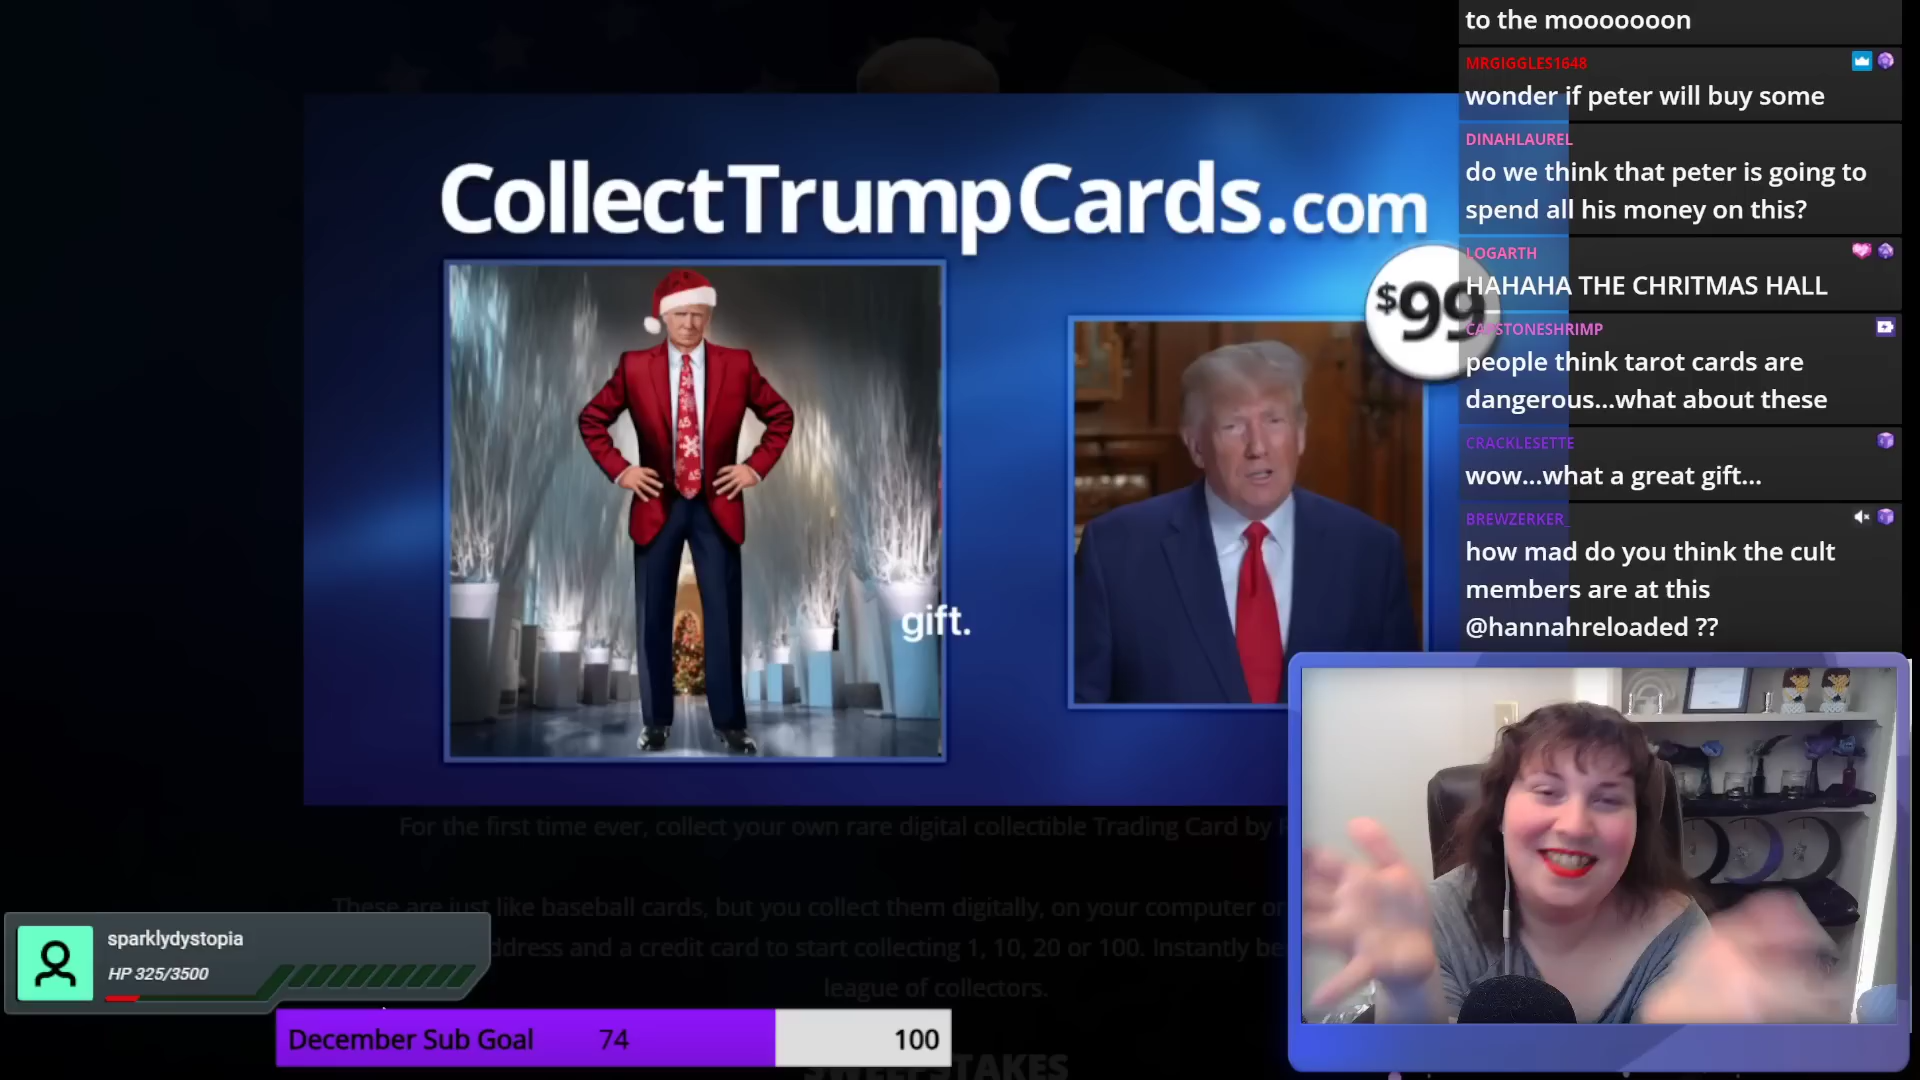 to the mooooooon
MRGIGGLES1648
wonder if peter will buy some
DINAHLAUREL
do we think that peter is going to
spend all his money on this?
LOGARTH
HAHAHA THE CHRITMAS HALL
CAPSTONESHRIMP
people think tarot cards are
dangerous...what about these
CRACKLESETTE
wow...what a great gift...
BREWZERKER_
how mad do you think the cult
members are at this
@hannahreloaded ??
CollectTrumpCards.com
$99
45
45
gift.
For the first time ever, collect your own rare digital collectible Trading Card by
These are just like baseball cards, but you collect them digitally, on your computer or
and a credit card to start collecting 1, 10, 20 or 100. Instantly
league of collectors.
sparklydystopia
HP 325/3500
December Sub Goal 74 100